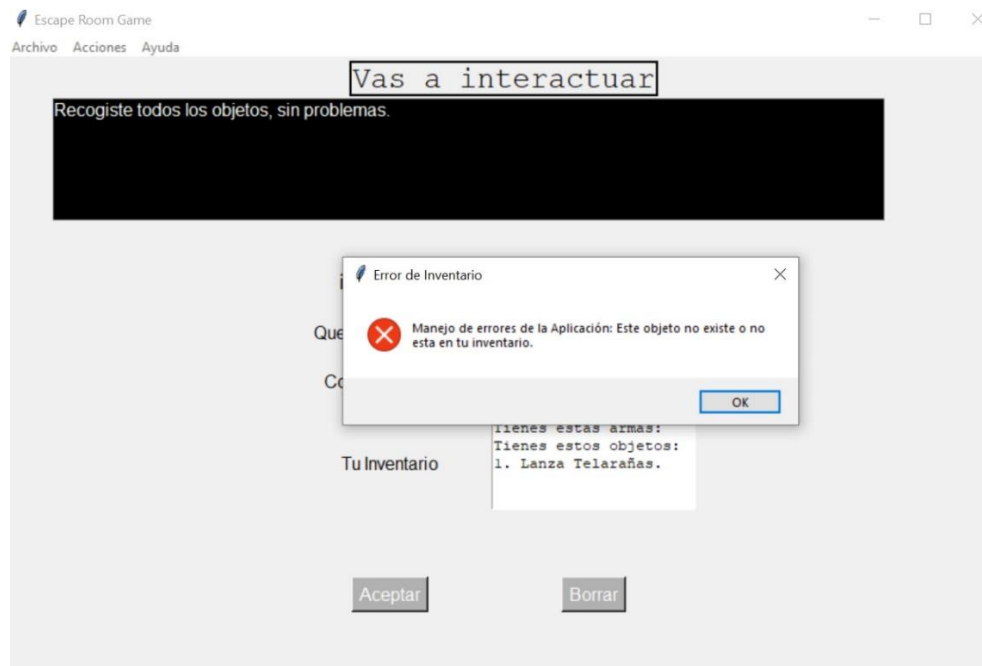 Escape Room Game
Archivo Acciones Ayuda
Vas a interactuar
Recogiste todos los objetos, sin problemas.
Error de Inventario
Manejo de errores de la Aplicación: Este objeto no existe o no
esta en tu inventario.
Que
OK
Tienes estas armas:
Tienes estos objetos:
Tu Inventario
1. Lanza Telarañas.
Aceptar Borrar